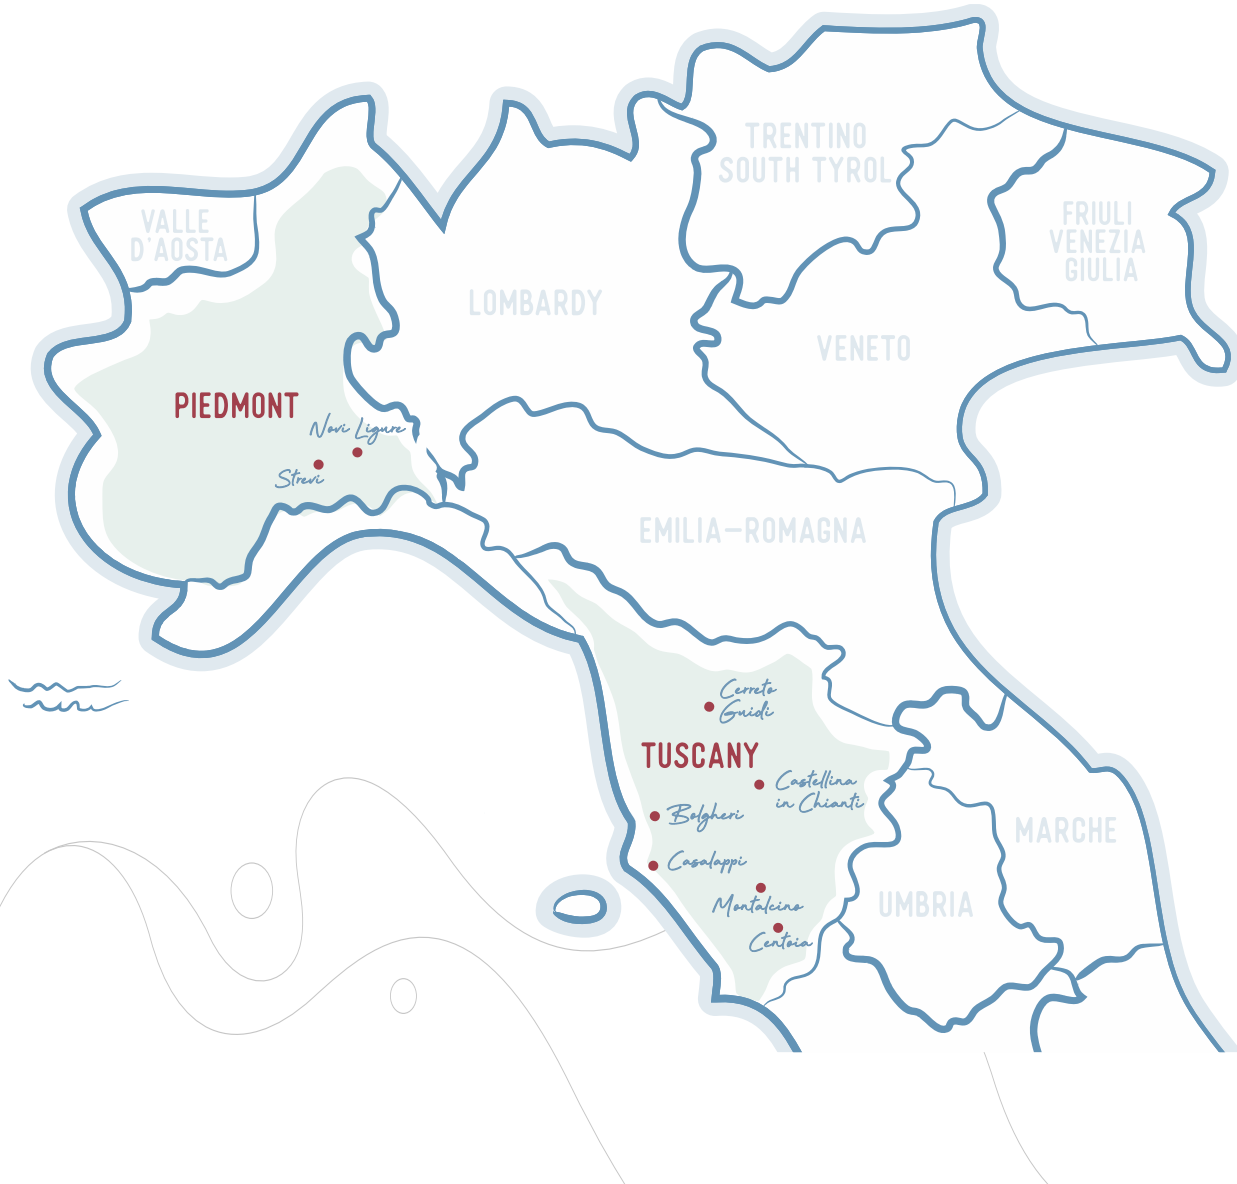 TRENTINO
SOUTH TYROL
VALLE
D'AOSTA
FRIULI
VENEZIA
GIULIA
LOMBARDY
VENETO
PIEDMONT
Novi Ligure
Strevi
EMILIA–ROMAGNA
Cerreto
Guidi
TUSCANY
Castellina
in Chianti
Bolgheri
MARCHE
Casalappi
Montalcino
UMBRIA
Centoia